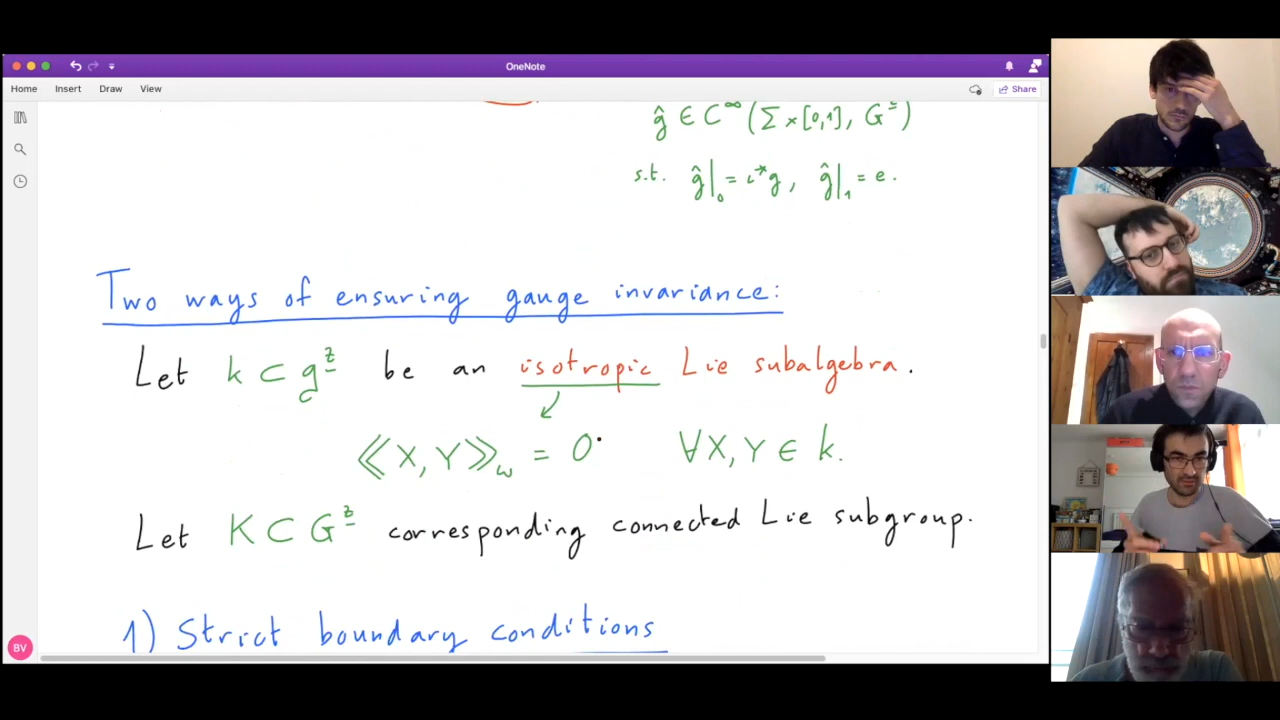 OneNote
Home Insert Draw View Share
ĝ ∈ C^∞ (Σ × [0,1], G^z̲)
s.t. ĝ|₀ = ι*g, ĝ|₁ = e.
Two ways of ensuring gauge invariance:
Let k ⊂ g^z̲ be an isotropic Lie subalgebra.
⟪X, Y⟫_ω = 0 ∀X, Y ∈ k.
Let K ⊂ G^z̲ corresponding connected Lie subgroup.
1) Strict boundary conditions
BV